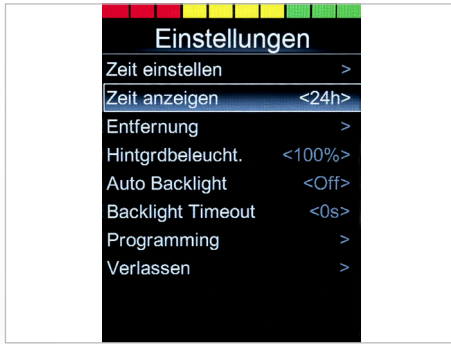 Einstellungen
Zeit einstellen >
Zeit anzeigen <24h>
Entfernung >
Hintgrdbeleucht. <100%>
Auto Backlight <Off>
Backlight Timeout <0s>
Programming >
Verlassen >